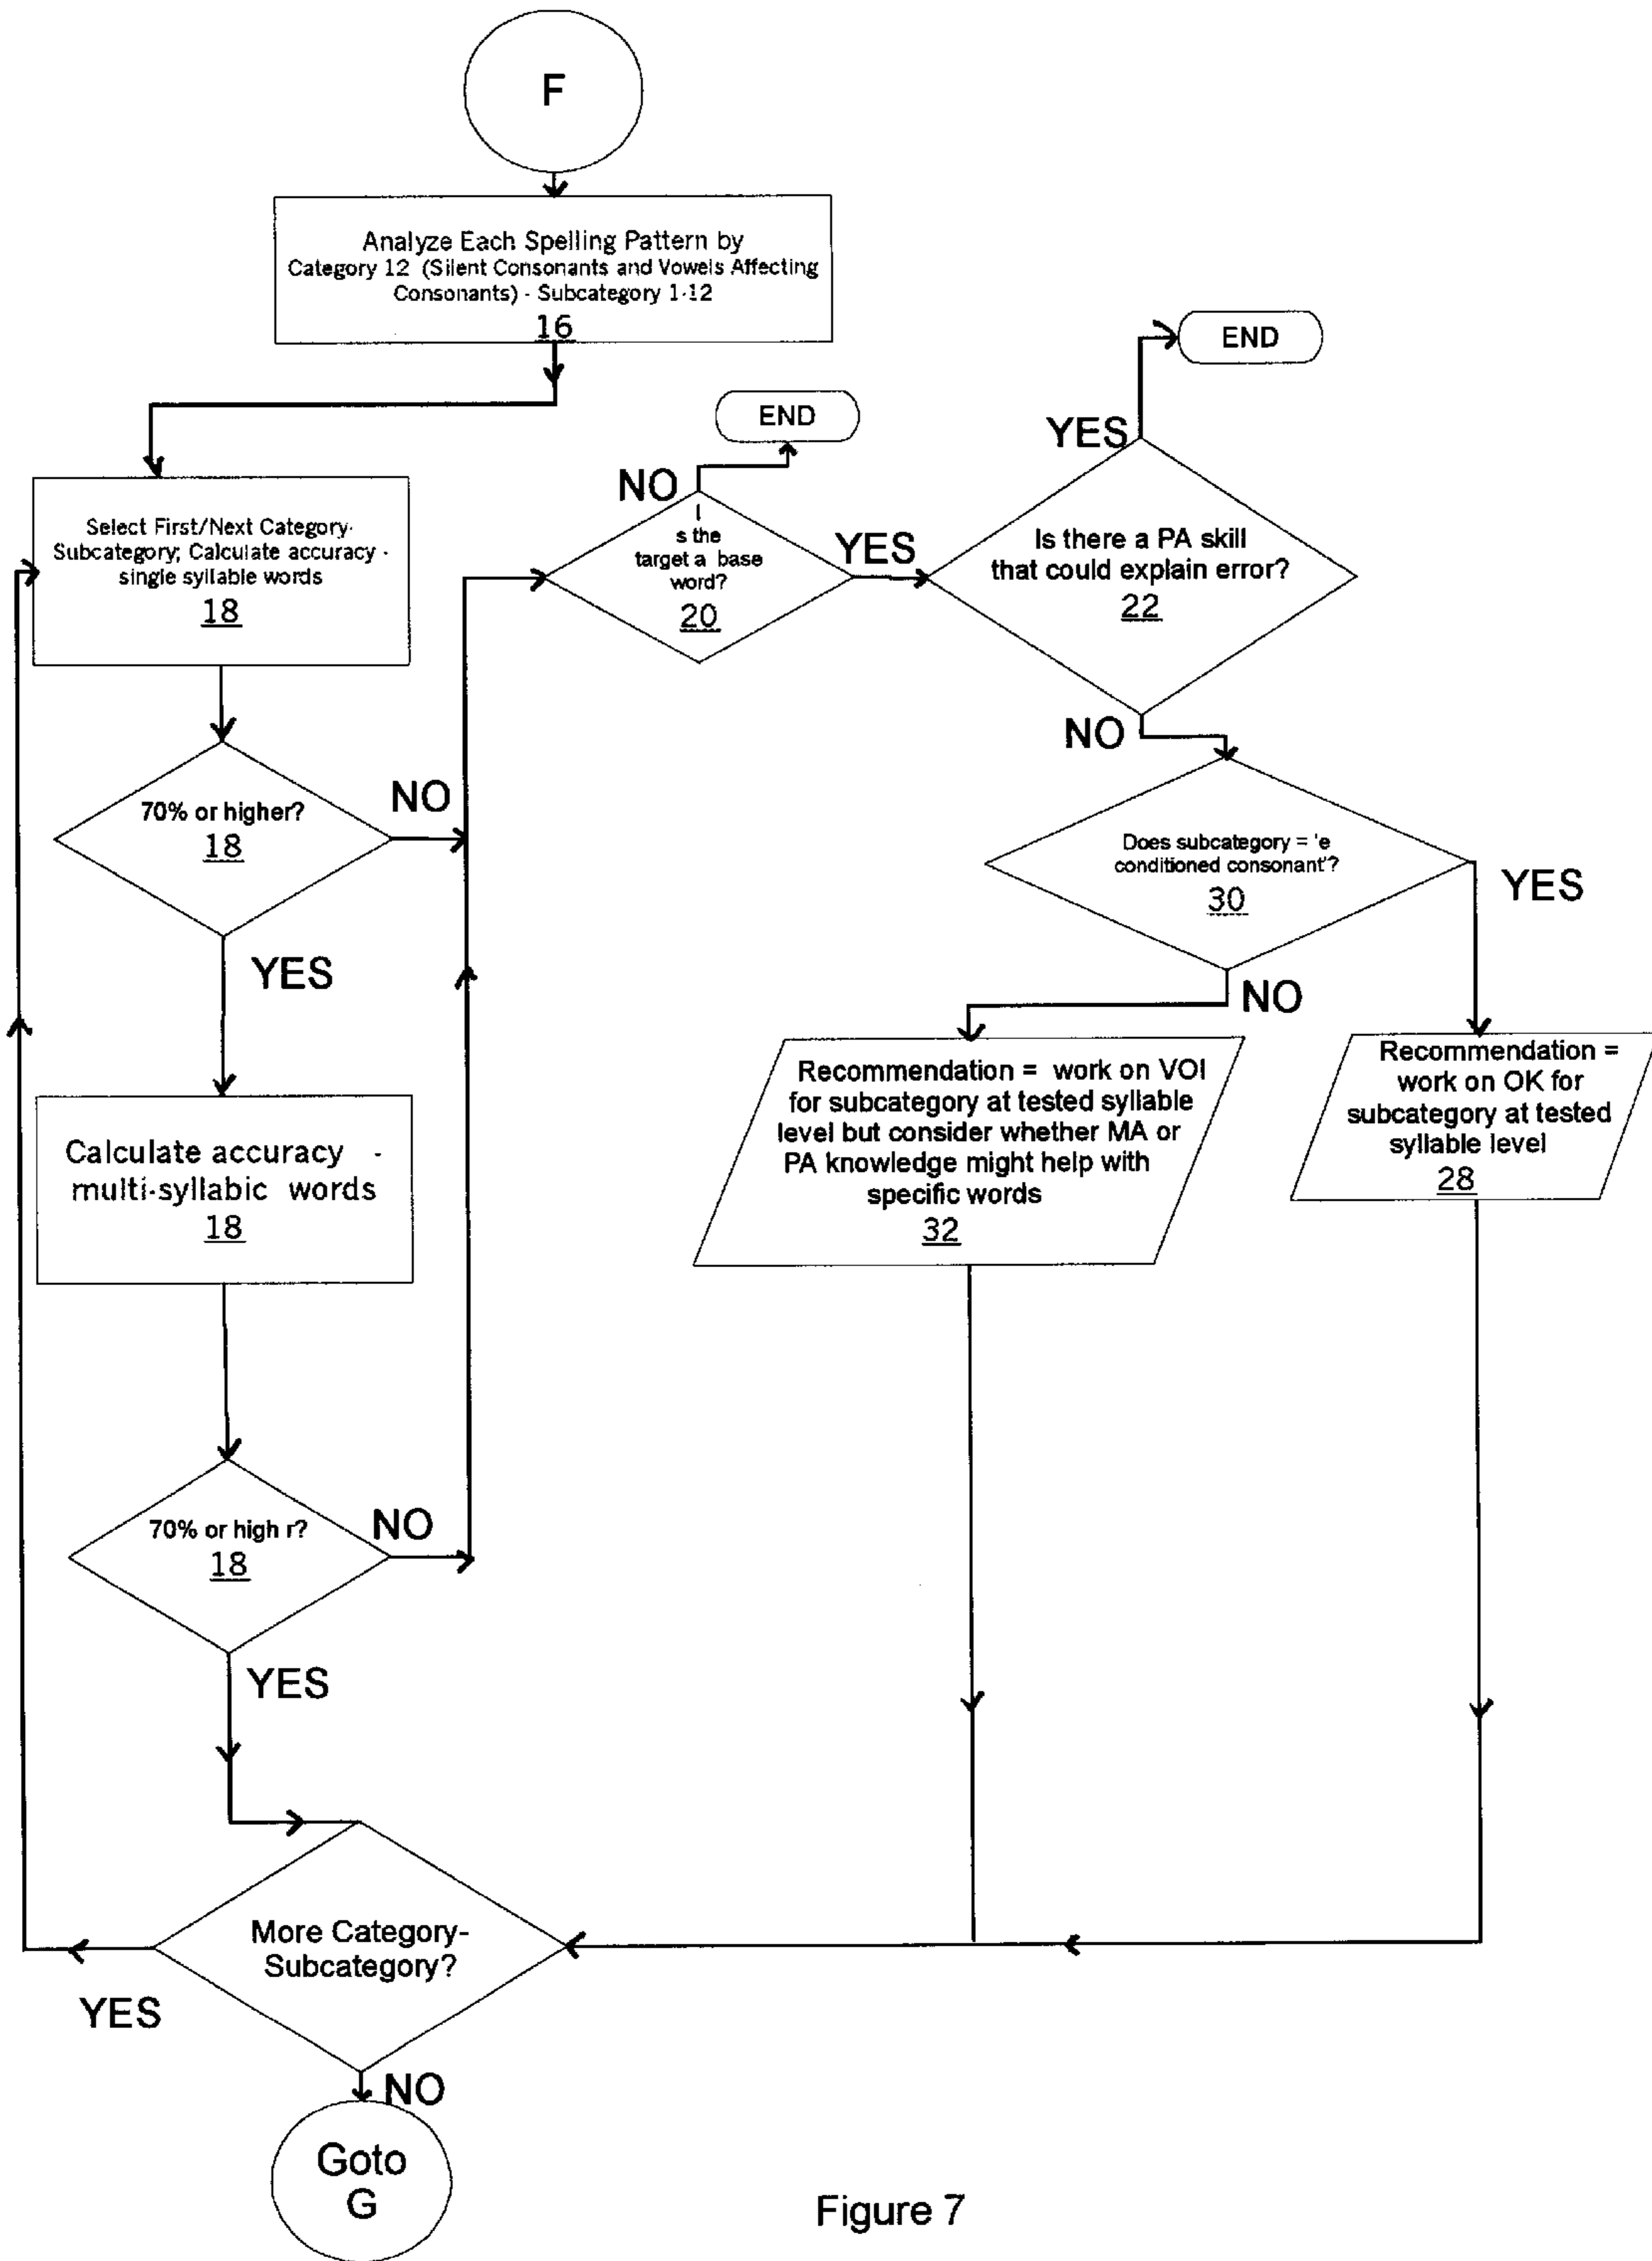 F
Analyze Each Spelling Pattern by
Category 12 (Silent Consonants and Vowels Affecting
Consonants) - Subcategory 1-12
16
END
END
YES
NO
Select First/Next Category-
Subcategory; Calculate accuracy -
single syllable words
18
I
s the
target a base
word?
20
YES
Is there a PA skill
that could explain error?
22
NO
70% or higher?
18
NO
Does subcategory = 'e
conditioned consonant'?
30
YES
YES
NO
Recommendation = work on VOI
for subcategory at tested syllable
level but consider whether MA or
PA knowledge might help with
specific words
32
Recommendation =
work on OK for
subcategory at tested
syllable level
28
Calculate accuracy -
multi-syllabic words
18
70% or high r?
18
NO
YES
More Category-
Subcategory?
YES
NO
Goto
G
Figure 7